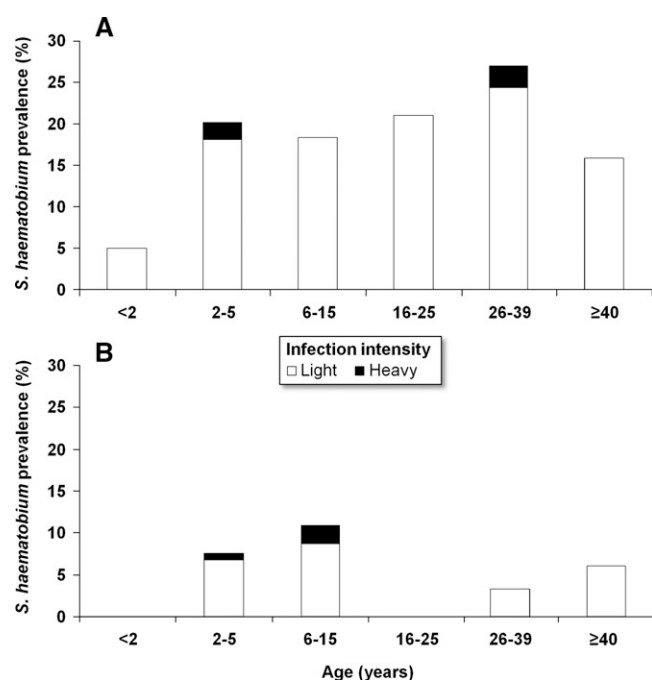 A
S. haematobium prevalence (%)
30
25
20
15
10
5
0
<2 2-5 6-15 16-25 26-39 ≥40
B
Infection intensity
Light Heavy
S. haematobium prevalence (%)
30
25
20
15
10
5
0
<2 2-5 6-15 16-25 26-39 ≥40
Age (years)